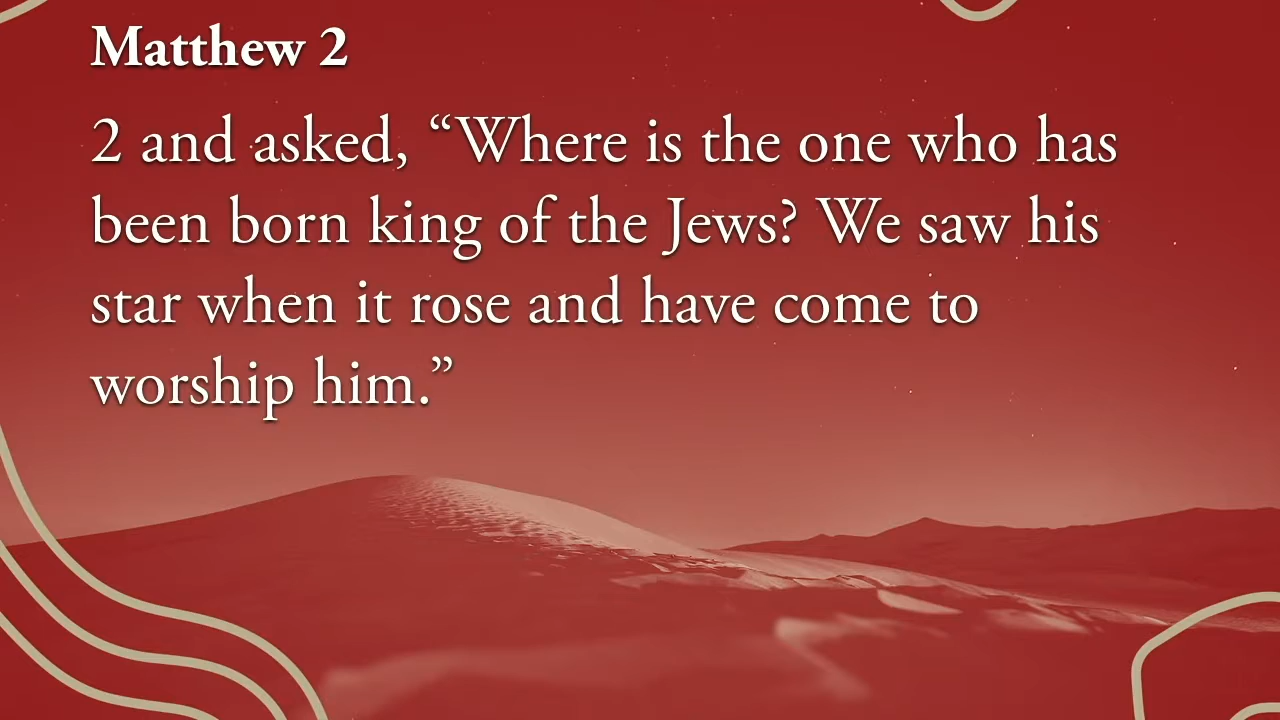 Matthew 2
2 and asked, “Where is the one who has
been born king of the Jews? We saw his
star when it rose and have come to
worship him.”